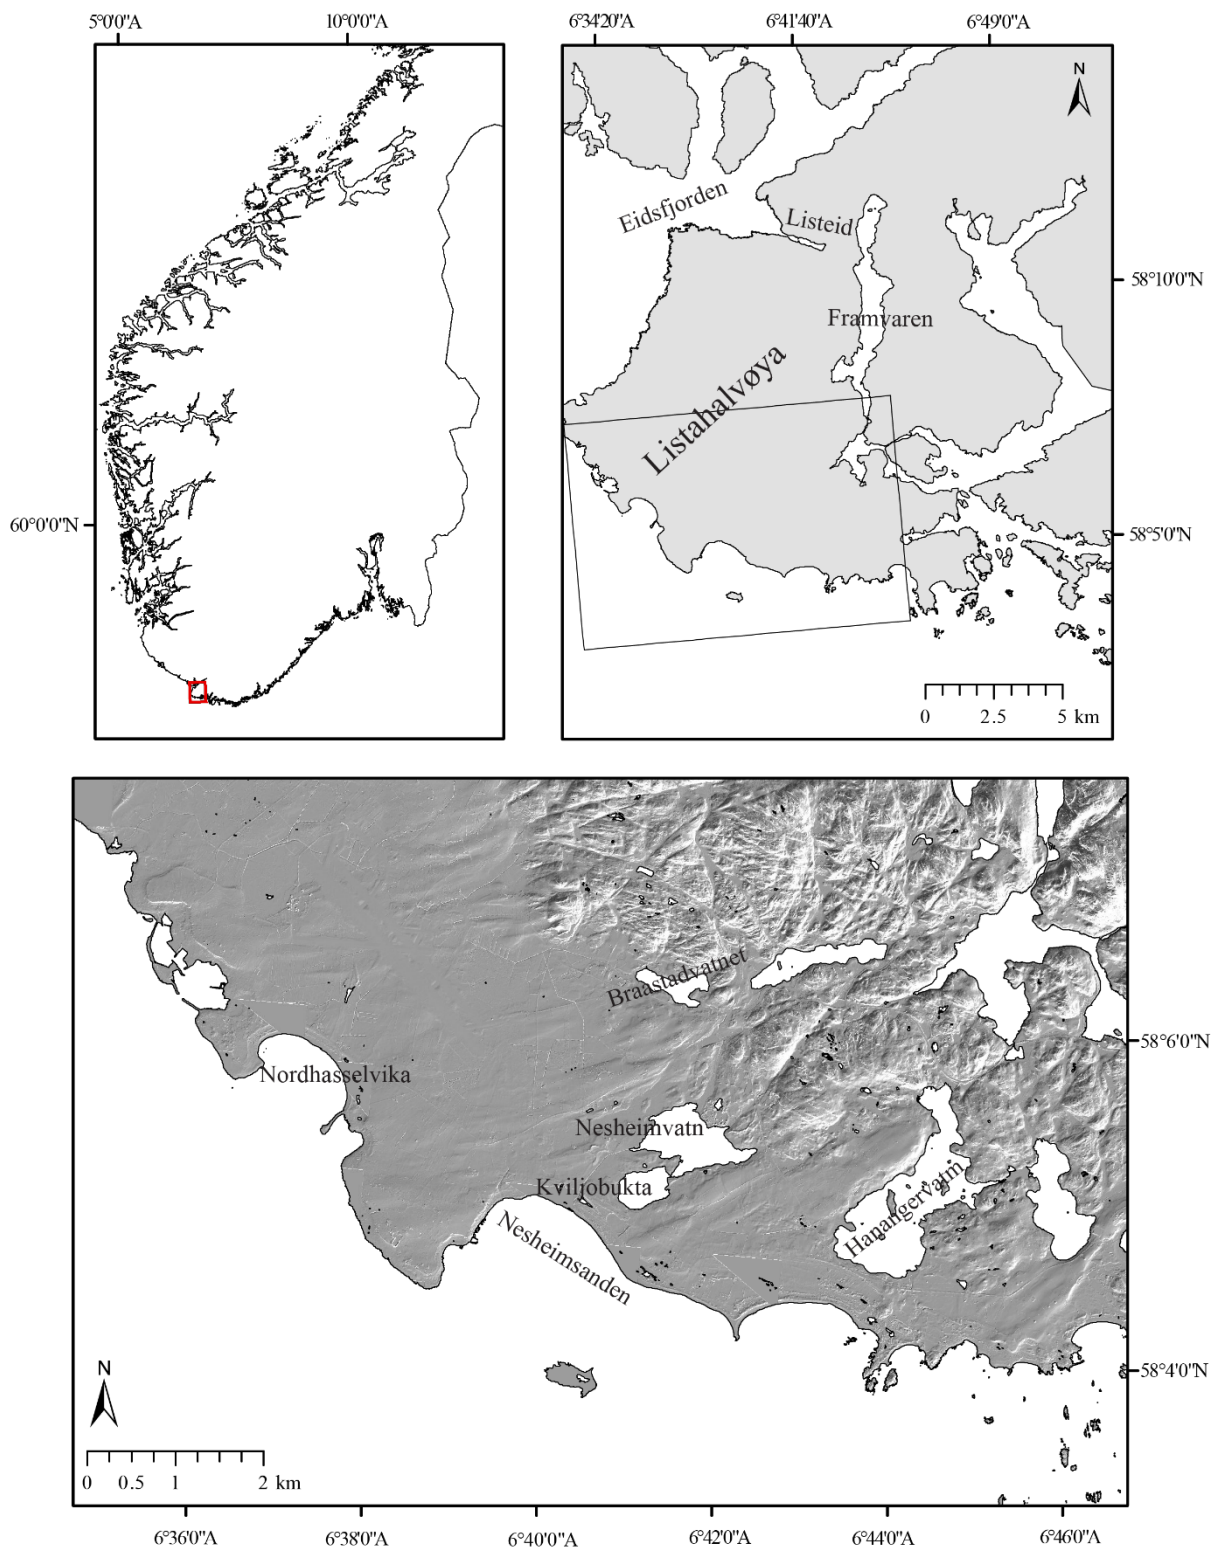 5°0'0"A 10°0'0"A
60°0'0"N
6°34'20"A 6°41'40"A 6°49'0"A
N
Eidsfjorden
Listeid
58°10'0"N
Framvaren
Listahalvøya
58°5'0"N
0 2.5 5 km
Braastadvatnet
58°6'0"N
Nordhasselvika
Nesheimvatn
Kviljobukta
Hanangervatn
Nesheimsanden
58°4'0"N
N
0 0.5 1 2 km
6°36'0"A 6°38'0"A 6°40'0"A 6°42'0"A 6°44'0"A 6°46'0"A